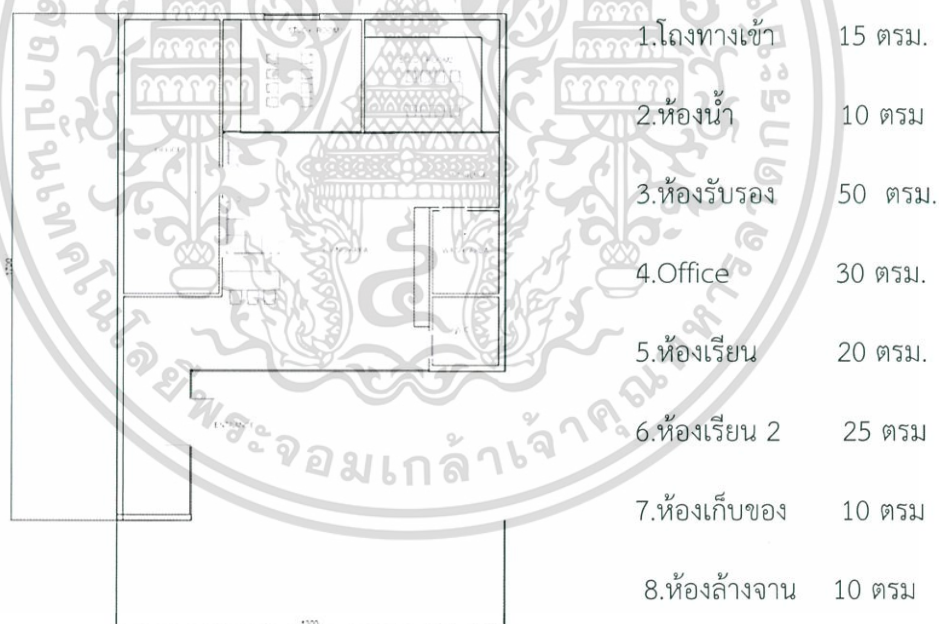 1.โถงทางเข้า 15 ตรม.
2.ห้องน้ำ 10 ตรม
3.ห้องรับรอง 50 ตรม.
4.Office 30 ตรม.
5.ห้องเรียน 20 ตรม.
6.ห้องเรียน 2 25 ตรม
7.ห้องเก็บของ 10 ตรม
8.ห้องล้างจาน 10 ตรม
ENTRANCE
1200
1200